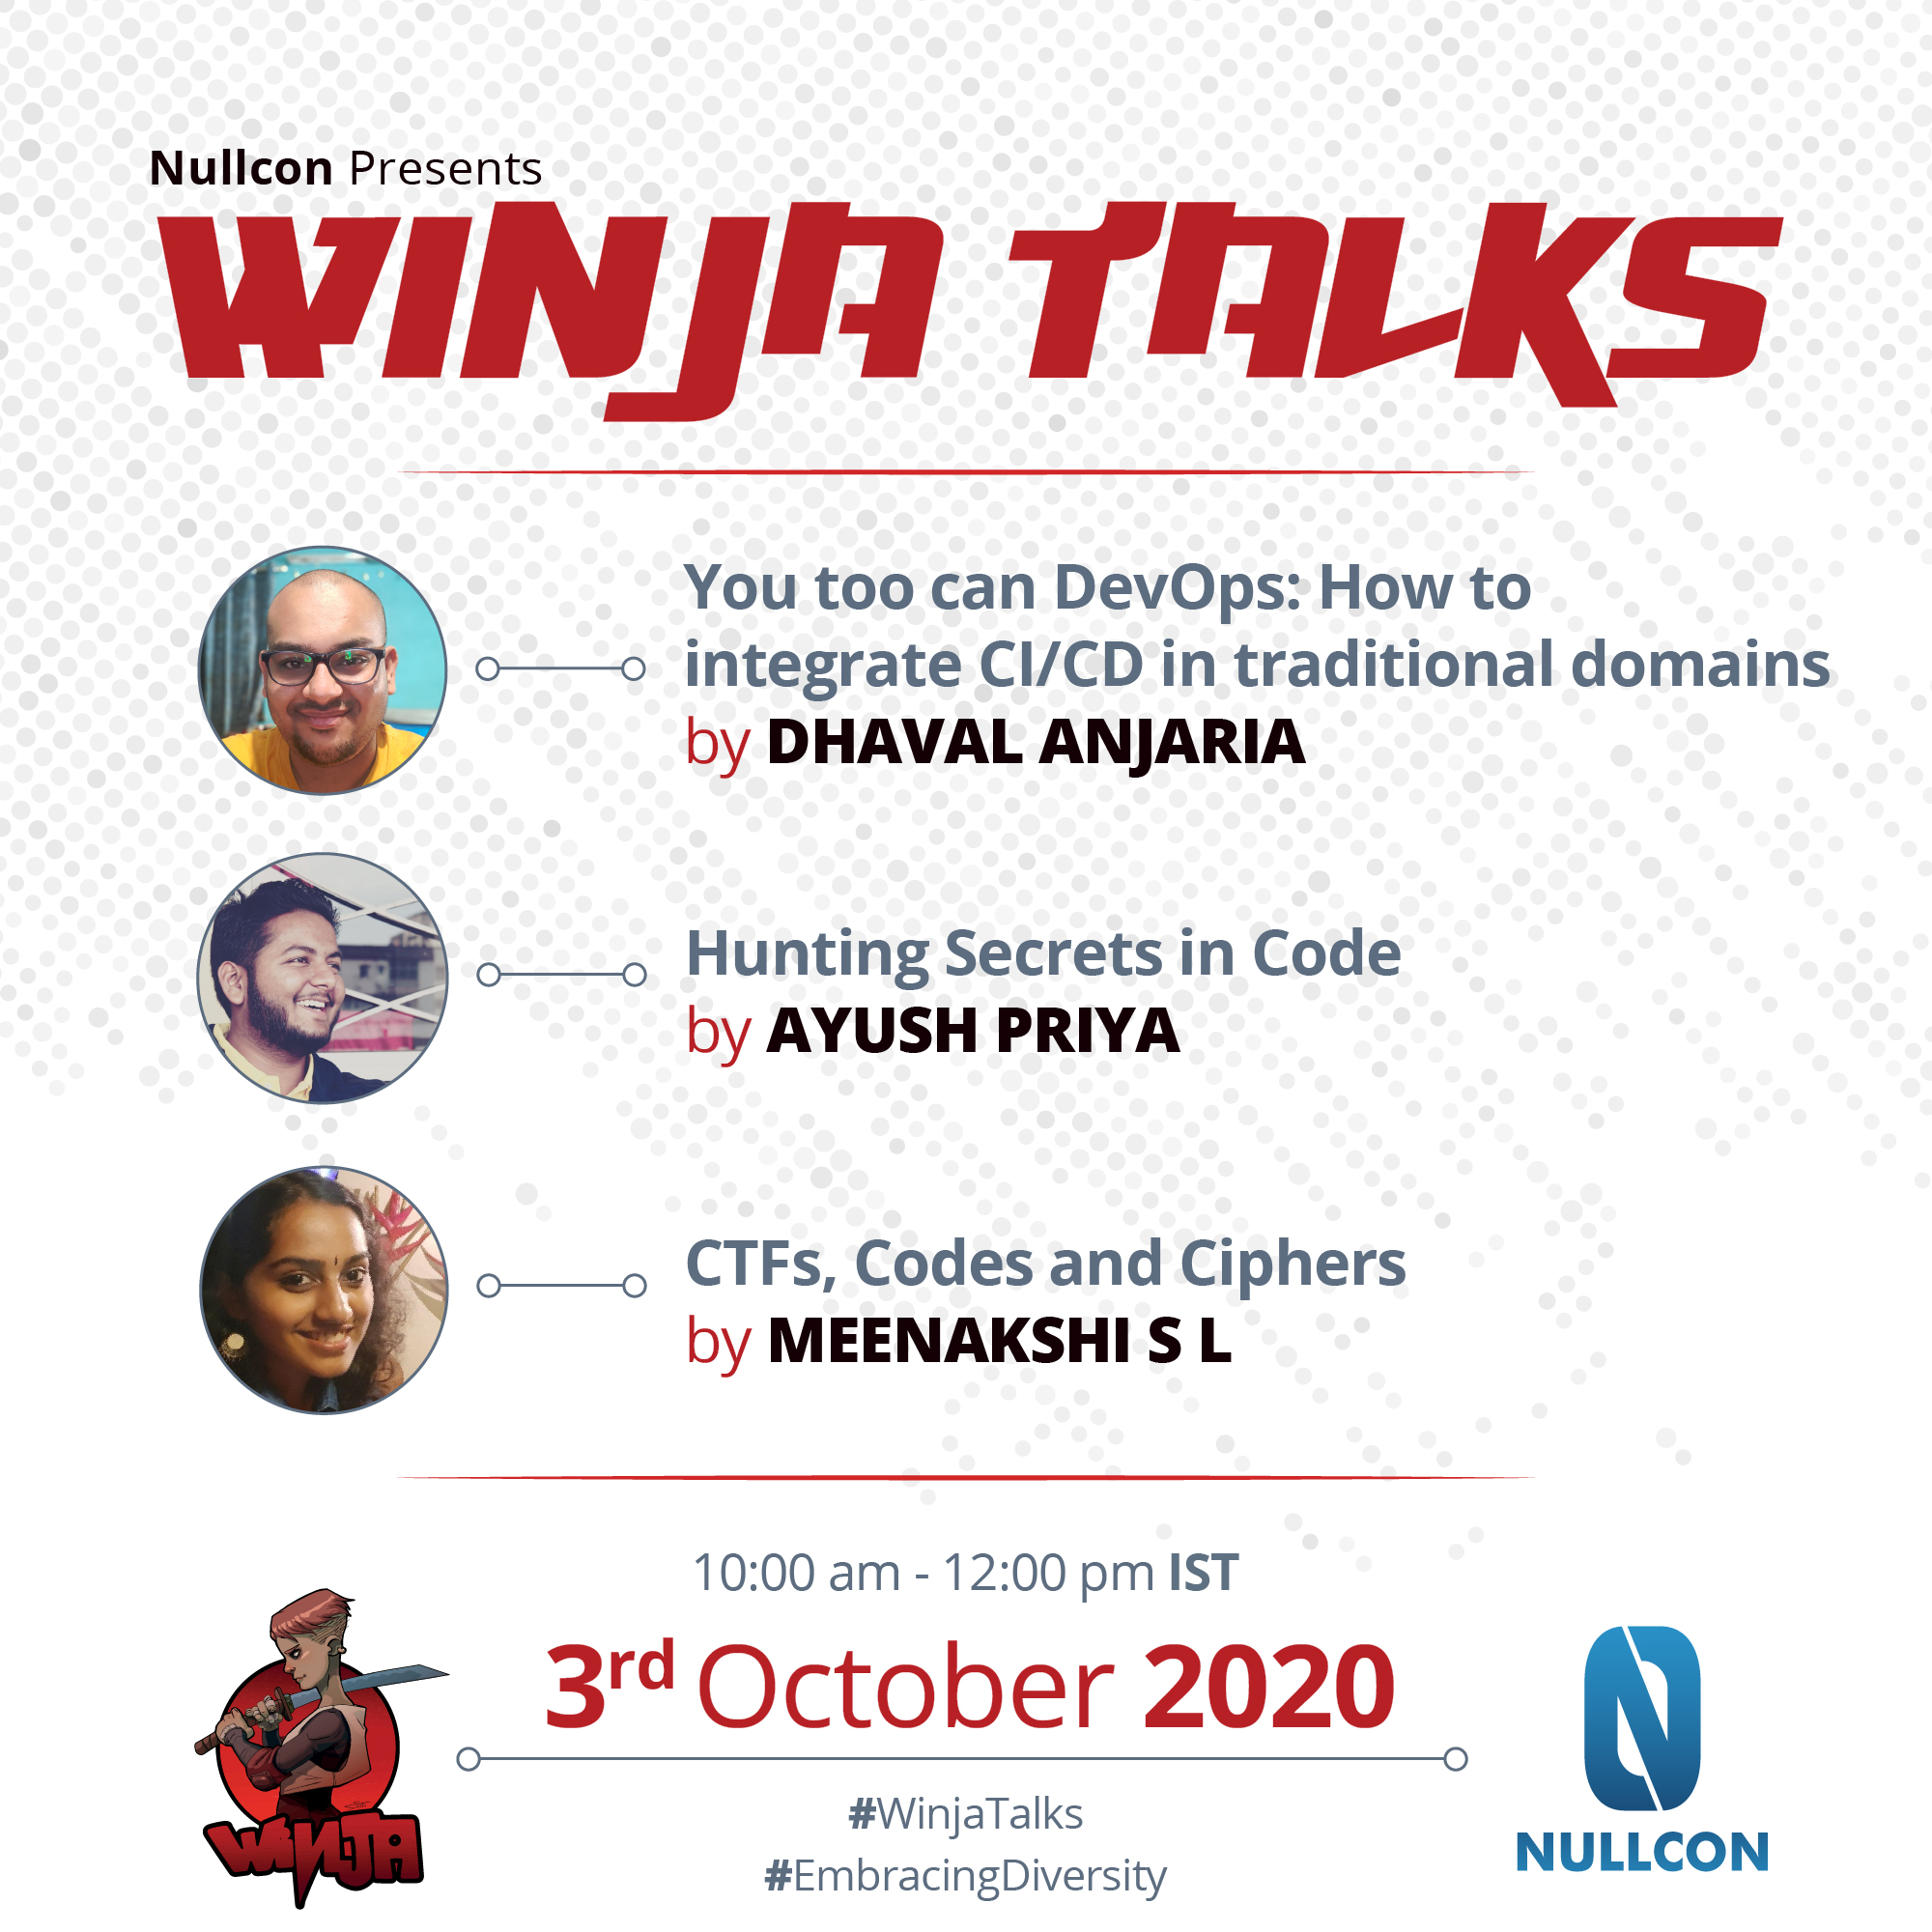 Nullcon Presents
WINJA TALKS
You too can DevOps: How to
integrate CI/CD in traditional domains
by DHAVAL ANJARIA
Hunting Secrets in Code
by AYUSH PRIYA
CTFs, Codes and Ciphers
by MEENAKSHI S L
10:00 am - 12:00 pm IST
3rd October 2020
#WinjaTalks
#EmbracingDiversity
WINJA
NULLCON